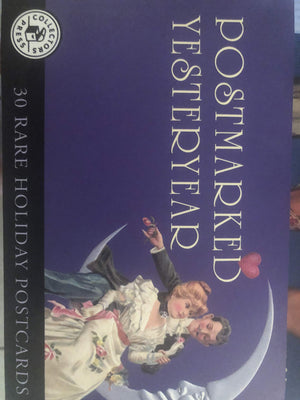 POSTMARKED
YESTERYEAR
30 RARE HOLIDAY POSTCARDS
COLLECTORS
PRESS